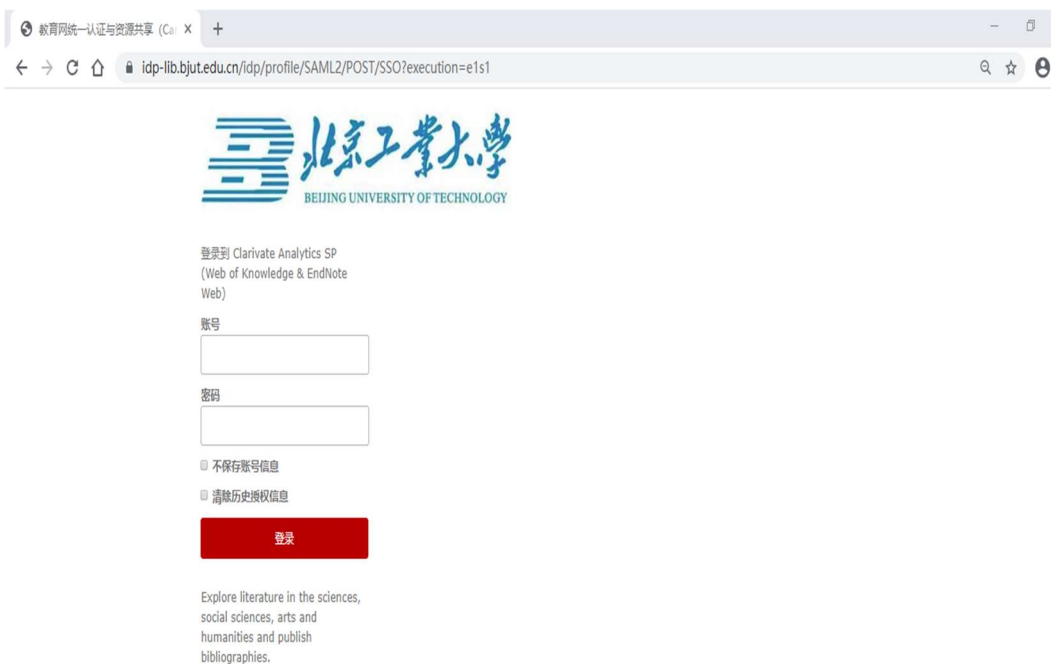 教育网统一认证与资源共享 (Ca
idp-lib.bjut.edu.cn/idp/profile/SAML2/POST/SSO?execution=e1s1
北京工業大學
BEIJING UNIVERSITY OF TECHNOLOGY
登录到 Clarivate Analytics SP
(Web of Knowledge & EndNote
Web)
账号
密码
不保存账号信息
清除历史授权信息
登录
Explore literature in the sciences,
social sciences, arts and
humanities and publish
bibliographies.